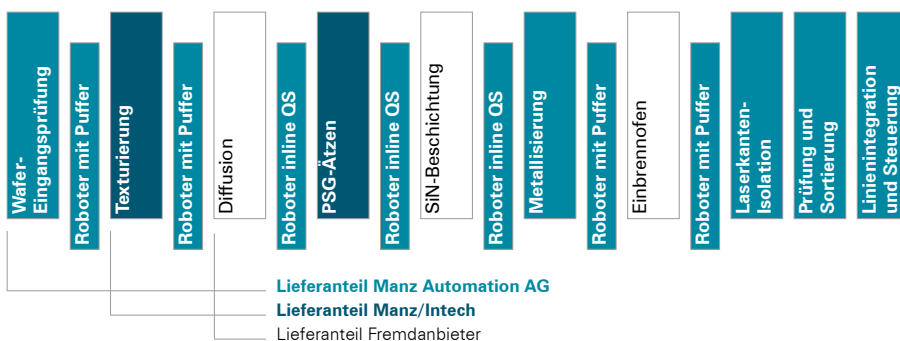 Wafer-
Eingangsprüfung
Roboter mit Puffer
Texturierung
Roboter mit Puffer
Diffusion
Roboter inline QS
PSG-Ätzen
Roboter inline QS
SiN-Beschichtung
Roboter inline QS
Metallisierung
Roboter mit Puffer
Einbrennofen
Roboter mit Puffer
Laserkanten-
Isolation
Prüfung und
Sortierung
Linienintegration
und Steuerung
Lieferanteil Manz Automation AG
Lieferanteil Manz/Intech
Lieferanteil Fremdanbieter